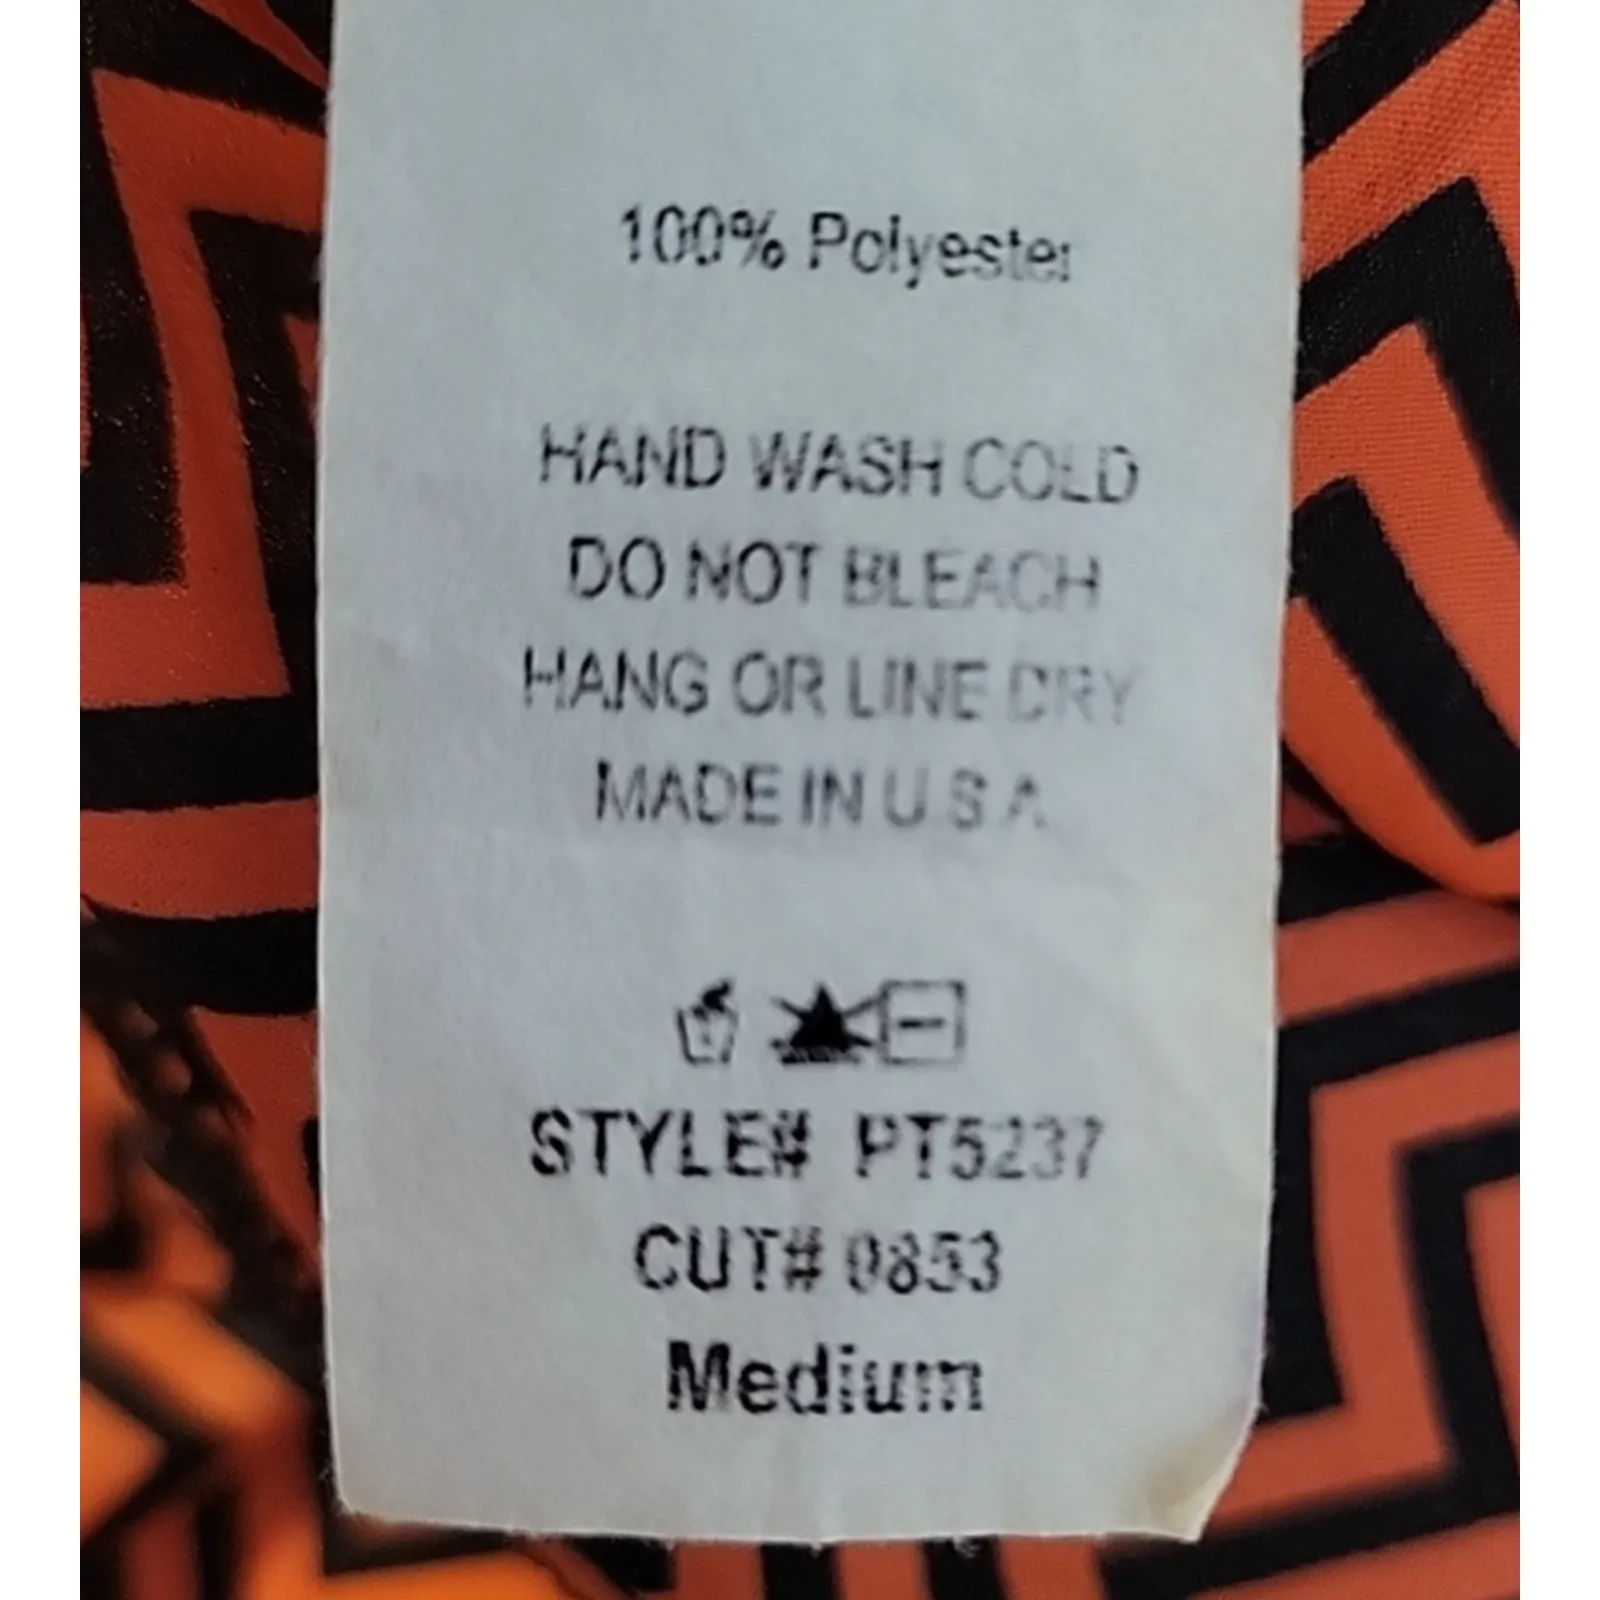 100% Polyester
HAND WASH COLD
DO NOT BLEACH
HANG OR LINE DRY
MADE IN U S A
STYLE# PT5237
CUT# 0853
Medium